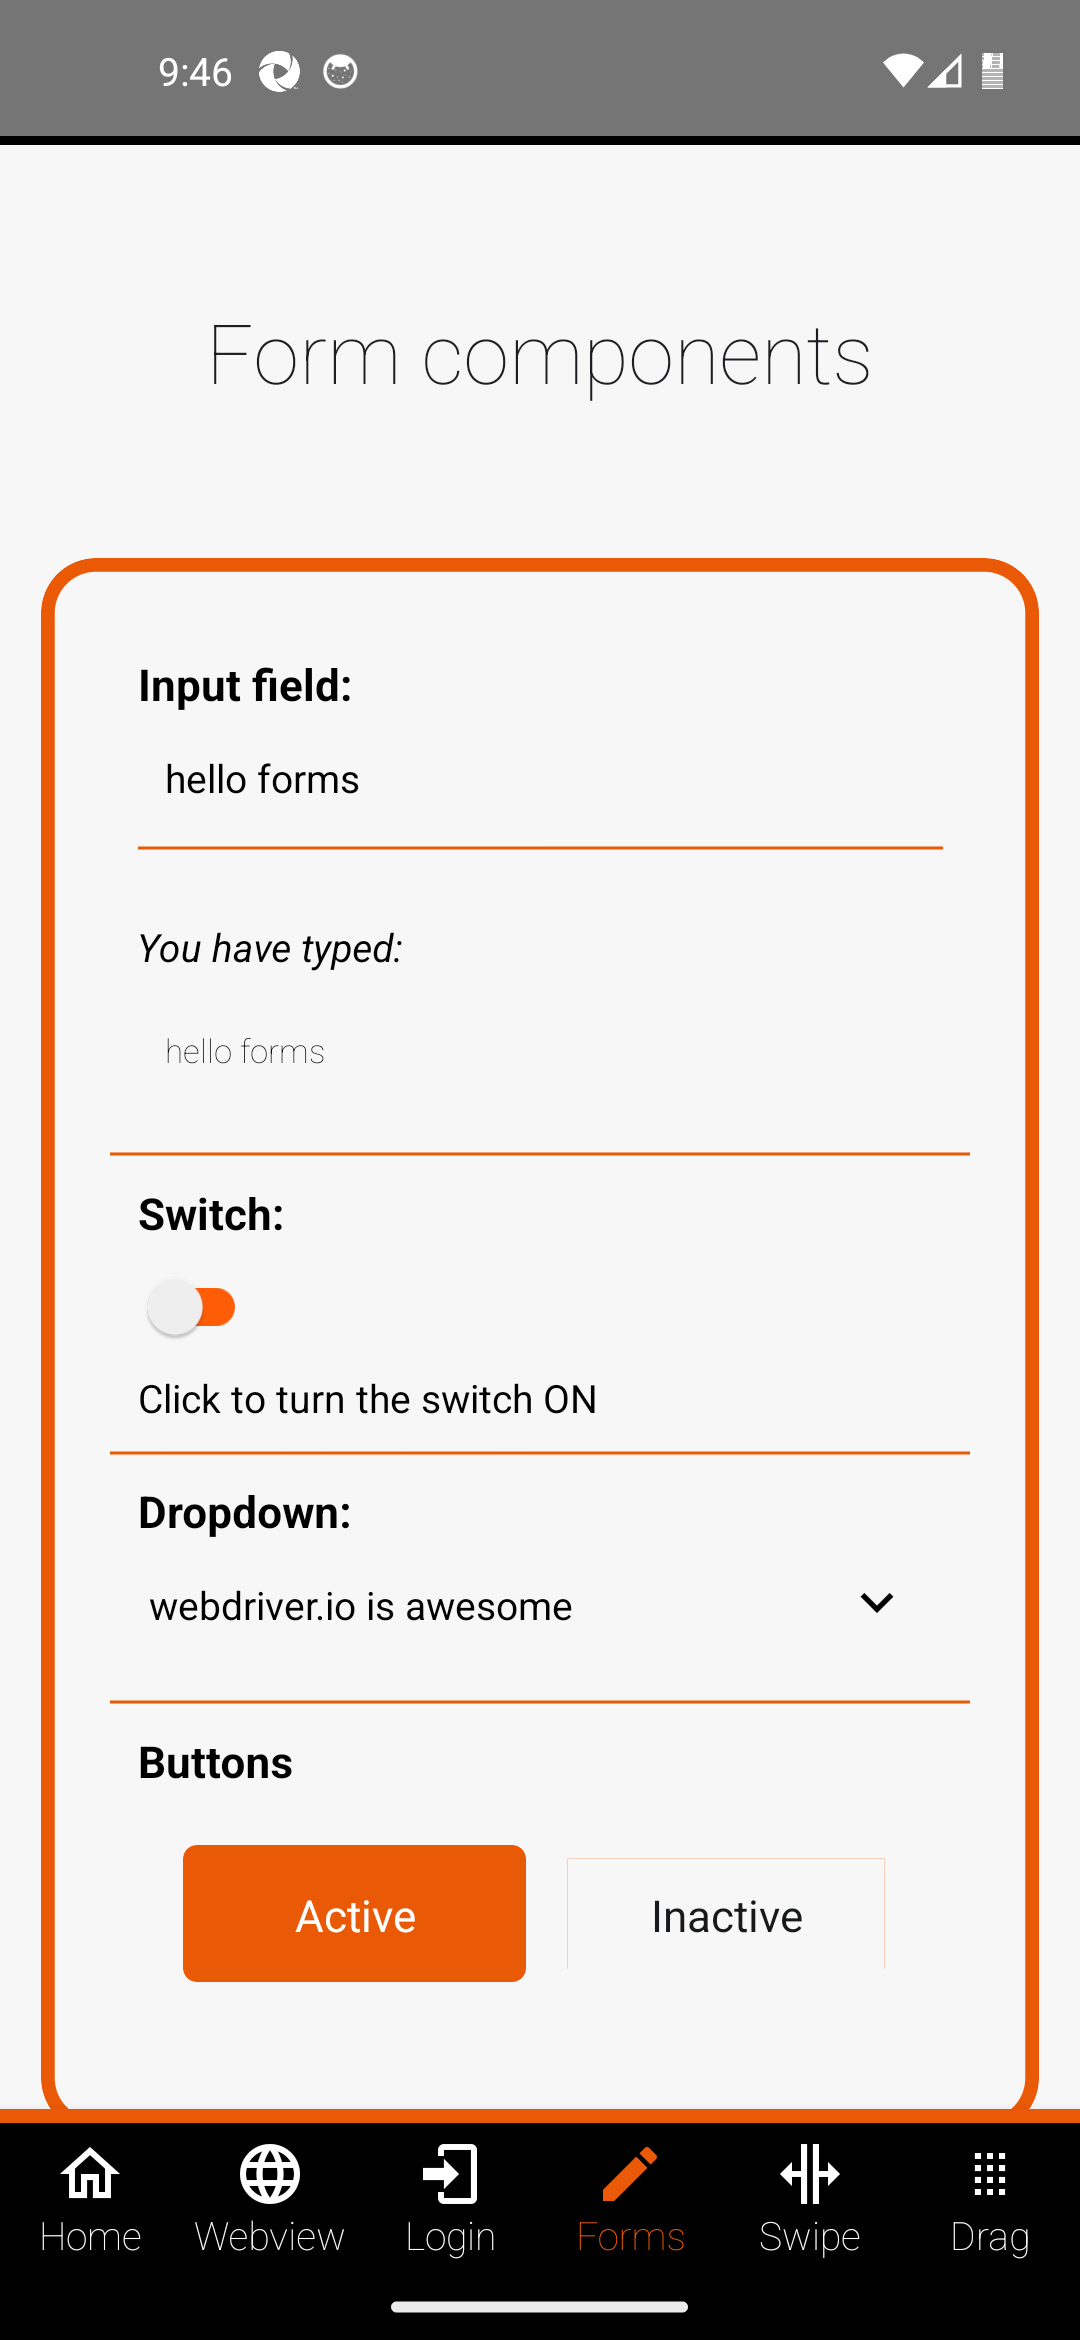 9:46
Form components
Input field:
hello forms
You have typed:
hello forms
Switch:
Click to turn the switch ON
Dropdown:
webdriver.io is awesome
Buttons
Active
Inactive
Home
Webview
Login
Forms
Swipe
Drag